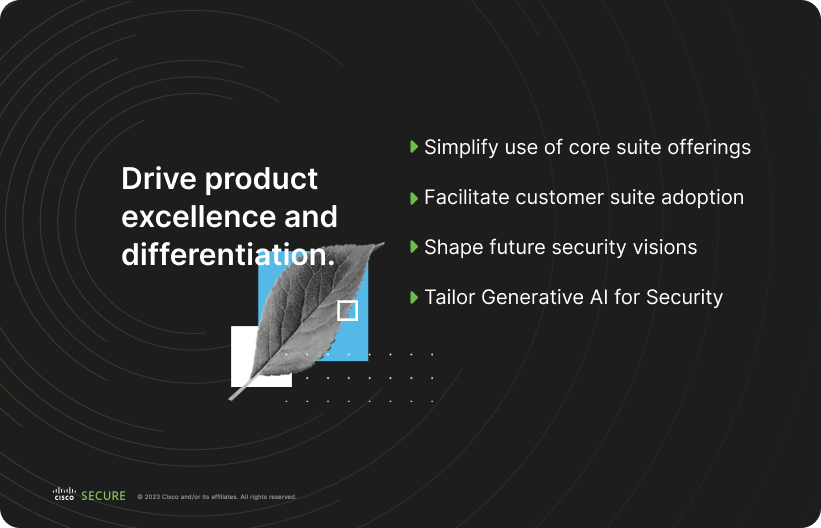 Drive product
excellence and
differentiation.
Simplify use of core suite offerings
Facilitate customer suite adoption
Shape future security visions
Tailor Generative AI for Security
cisco SECURE © 2023 Cisco and/or its affiliates. All rights reserved.